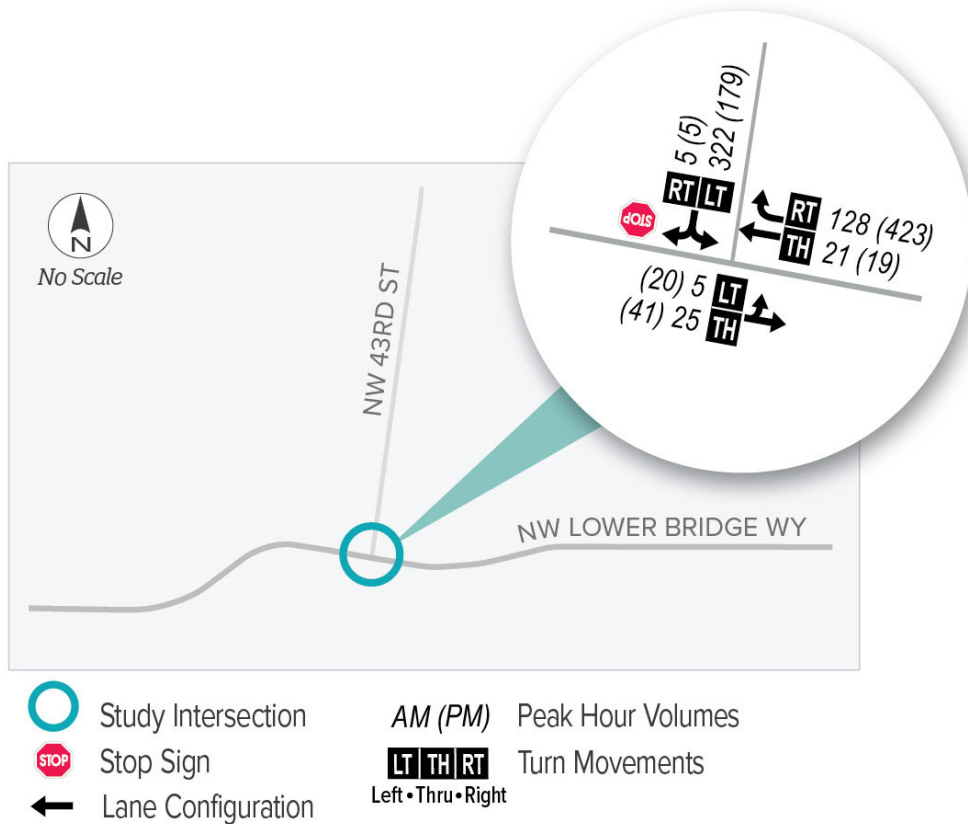 5 (5)
322 (179)
RT LT
STOP
RT 128 (423)
TH 21 (19)
(20) 5 LT
(41) 25 TH
N
No Scale
NW 43RD ST
NW LOWER BRIDGE WY
Study Intersection
AM (PM) Peak Hour Volumes
STOP Stop Sign
LT TH RT Turn Movements
Left • Thru • Right
Lane Configuration